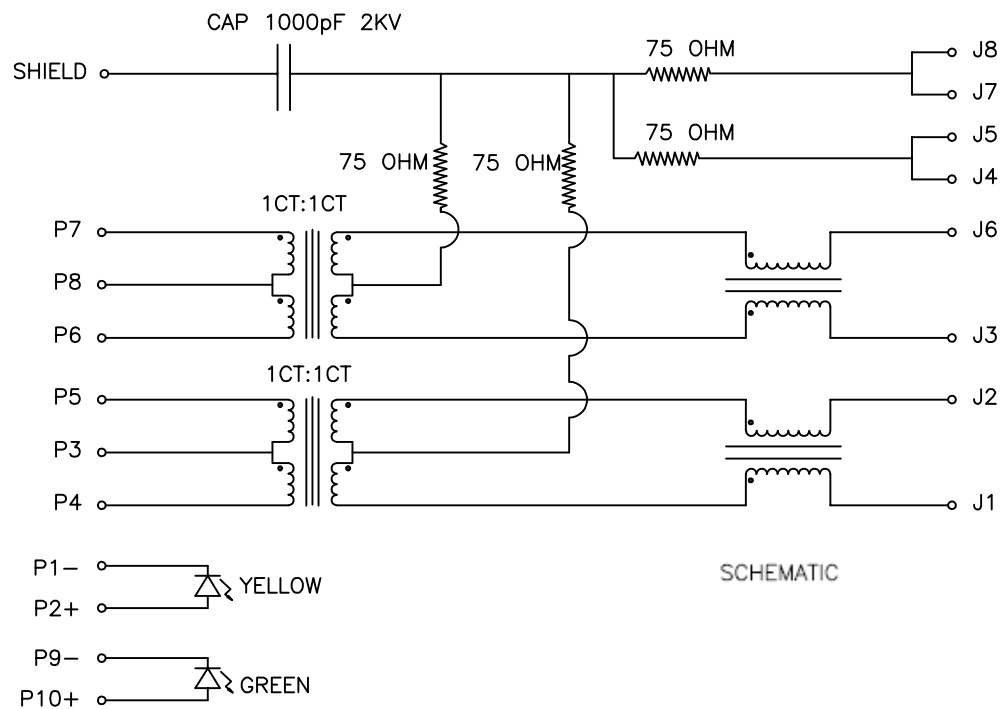 CAP 1000pF 2KV
SHIELD
75 OHM
J8
J7
75 OHM
J5
J4
75 OHM
75 OHM
1CT:1CT
P7
J6
P8
P6
J3
1CT:1CT
P5
J2
P3
P4
J1
P1-
YELLOW
P2+
SCHEMATIC
P9-
GREEN
P10+